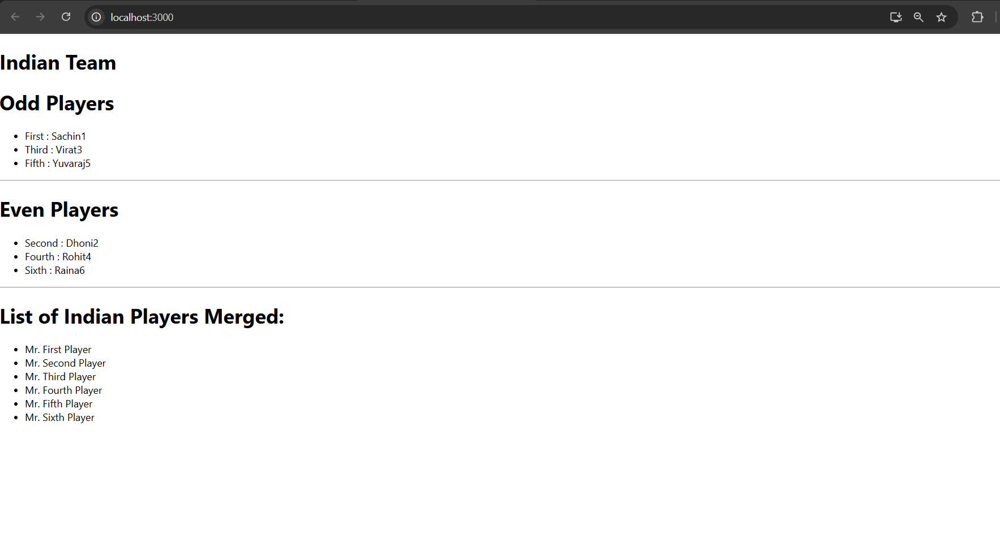 localhost:3000
Indian Team
Odd Players
First : Sachin1
Third : Virat3
Fifth : Yuvaraj5
Even Players
Second : Dhoni2
Fourth : Rohit4
Sixth : Raina6
List of Indian Players Merged:
Mr. First Player
Mr. Second Player
Mr. Third Player
Mr. Fourth Player
Mr. Fifth Player
Mr. Sixth Player